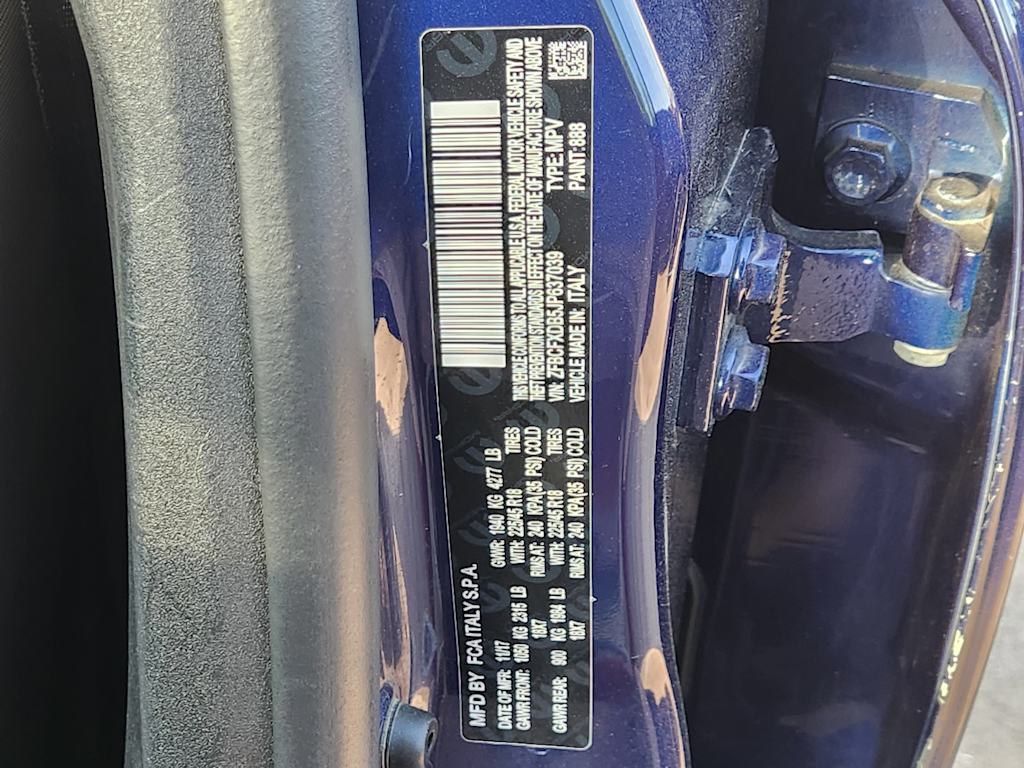 MFD BY FCA ITALY S.P.A.
DATE OF MFR: 11/17 GVWR: 1940 KG 4277 LB
GAWR FRONT: 1050 KG 2315 LB WITH: 225/45 R18 TIRES
18X7 RIMS AT: 240 KPA(35 PSI) COLD
GAWR REAR: 900 KG 1984 LB WITH: 225/45 R18 TIRES
18X7 RIMS AT: 240 KPA(35 PSI) COLD
THIS VEHICLE CONFORMS TO ALL APPLICABLE U.S.A. FEDERAL MOTOR VEHICLE SAFETY AND
THEFT PREVENTION STANDARDS IN EFFECT ON THE DATE OF MANUFACTURE SHOWN ABOVE
VIN: ZFBCFXDB5JP637039 TYPE: MPV
VEHICLE MADE IN: ITALY PAINT: 888